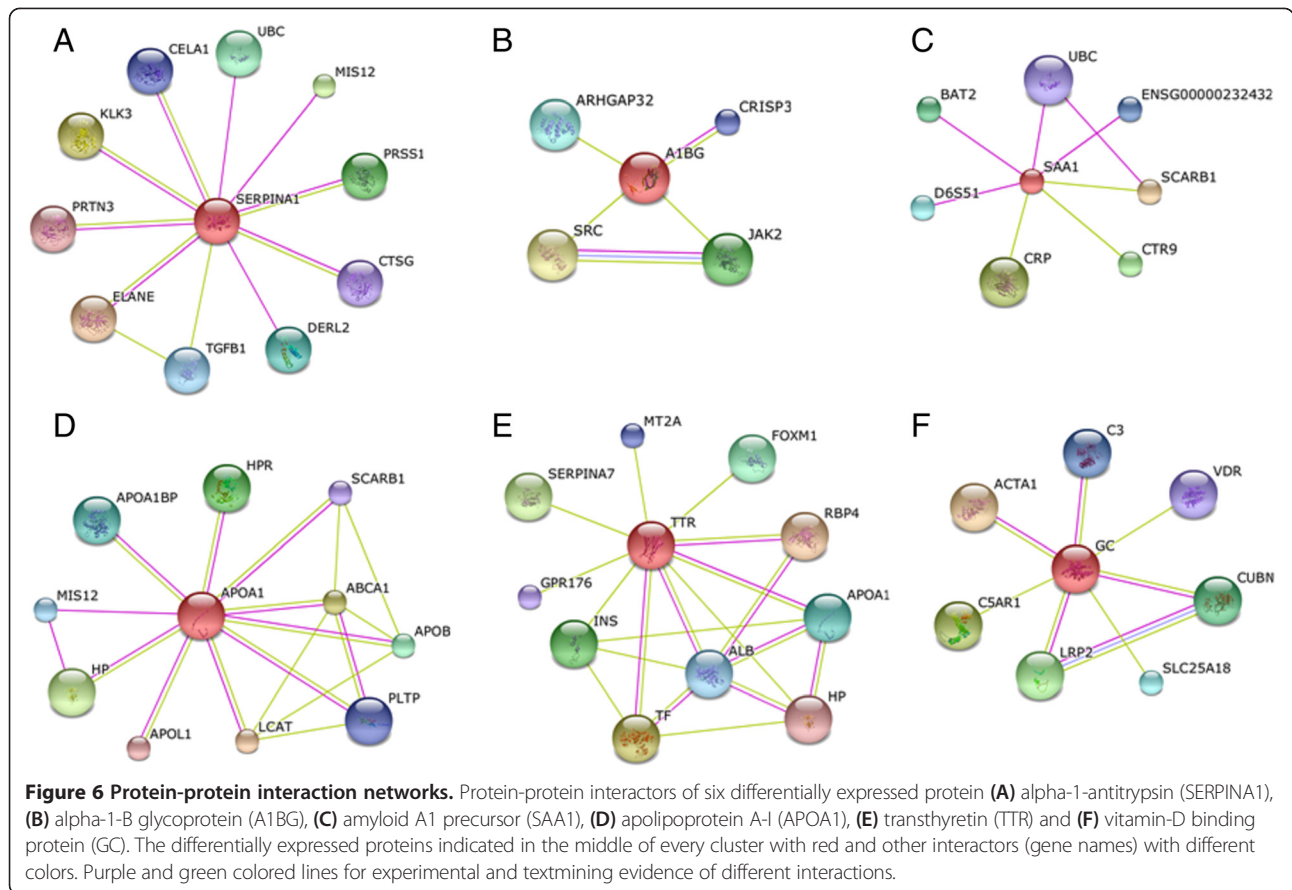 A
UBC
CELA1
MIS12
KLK3
PRSS1
SERPINA1
PRTN3
CTSG
ELANE
DERL2
TGFB1
B
ARHGAP32
CRISP3
A1BG
SRC
JAK2
C
UBC
BAT2
ENSG00000232432
SAA1
SCARB1
D6S51
CTR9
CRP
D
HPR
SCARB1
APOA1BP
ABCA1
MIS12
APOA1
APOB
HP
PLTP
LCAT
APOL1
E
MT2A
FOXM1
SERPINA7
TTR
RBP4
GPR176
APOA1
INS
ALB
HP
TF
F
C3
ACTA1
VDR
GC
CUBN
C5AR1
LRP2
SLC25A18
Figure 6 Protein-protein interaction networks. Protein-protein interactors of six differentially expressed protein (A) alpha-1-antitrypsin (SERPINA1),
(B) alpha-1-B glycoprotein (A1BG), (C) amyloid A1 precursor (SAA1), (D) apolipoprotein A-I (APOA1), (E) transthyretin (TTR) and (F) vitamin-D binding
protein (GC). The differentially expressed proteins indicated in the middle of every cluster with red and other interactors (gene names) with different
colors. Purple and green colored lines for experimental and textmining evidence of different interactions.